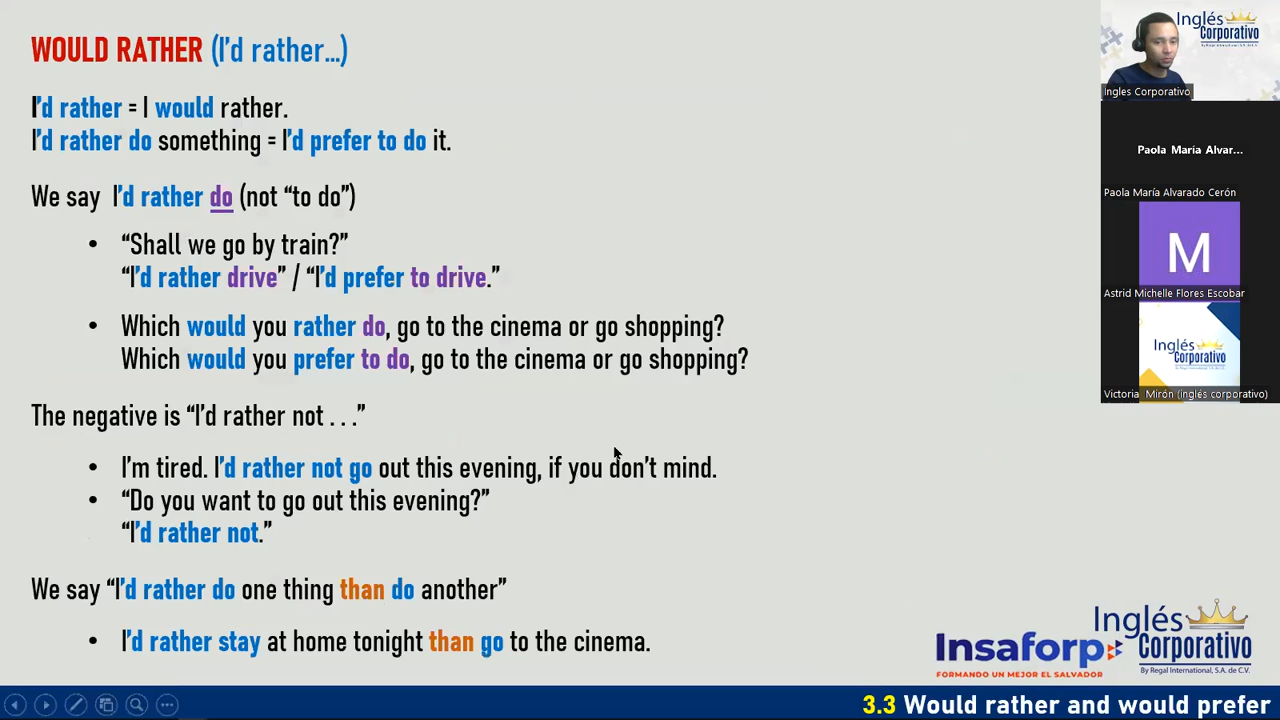 WOULD RATHER (I'd rather...)
I'd rather = I would rather.
I'd rather do something = I'd prefer to do it.
We say I'd rather do (not “to do”)
• “Shall we go by train?”
“I'd rather drive” / “I'd prefer to drive.”
• Which would you rather do, go to the cinema or go shopping?
Which would you prefer to do, go to the cinema or go shopping?
The negative is “I'd rather not . . .”
• I'm tired. I'd rather not go out this evening, if you don't mind.
• “Do you want to go out this evening?”
“I'd rather not.”
We say “I'd rather do one thing than do another”
• I'd rather stay at home tonight than go to the cinema.
Inglés
Corporativo
By Regal International, S.A. de C.V.
Ingles Corporativo
Paola María Alvar...
Paola María Alvarado Cerón
M
Astrid Michelle Flores Escobar
Inglés
Corporativo
Victoria Mirón (inglés corporativo)
Insaforp
FORMANDO UN MEJOR EL SALVADOR
Inglés
Corporativo
By Regal International, S.A. de C.V.
3.3 Would rather and would prefer